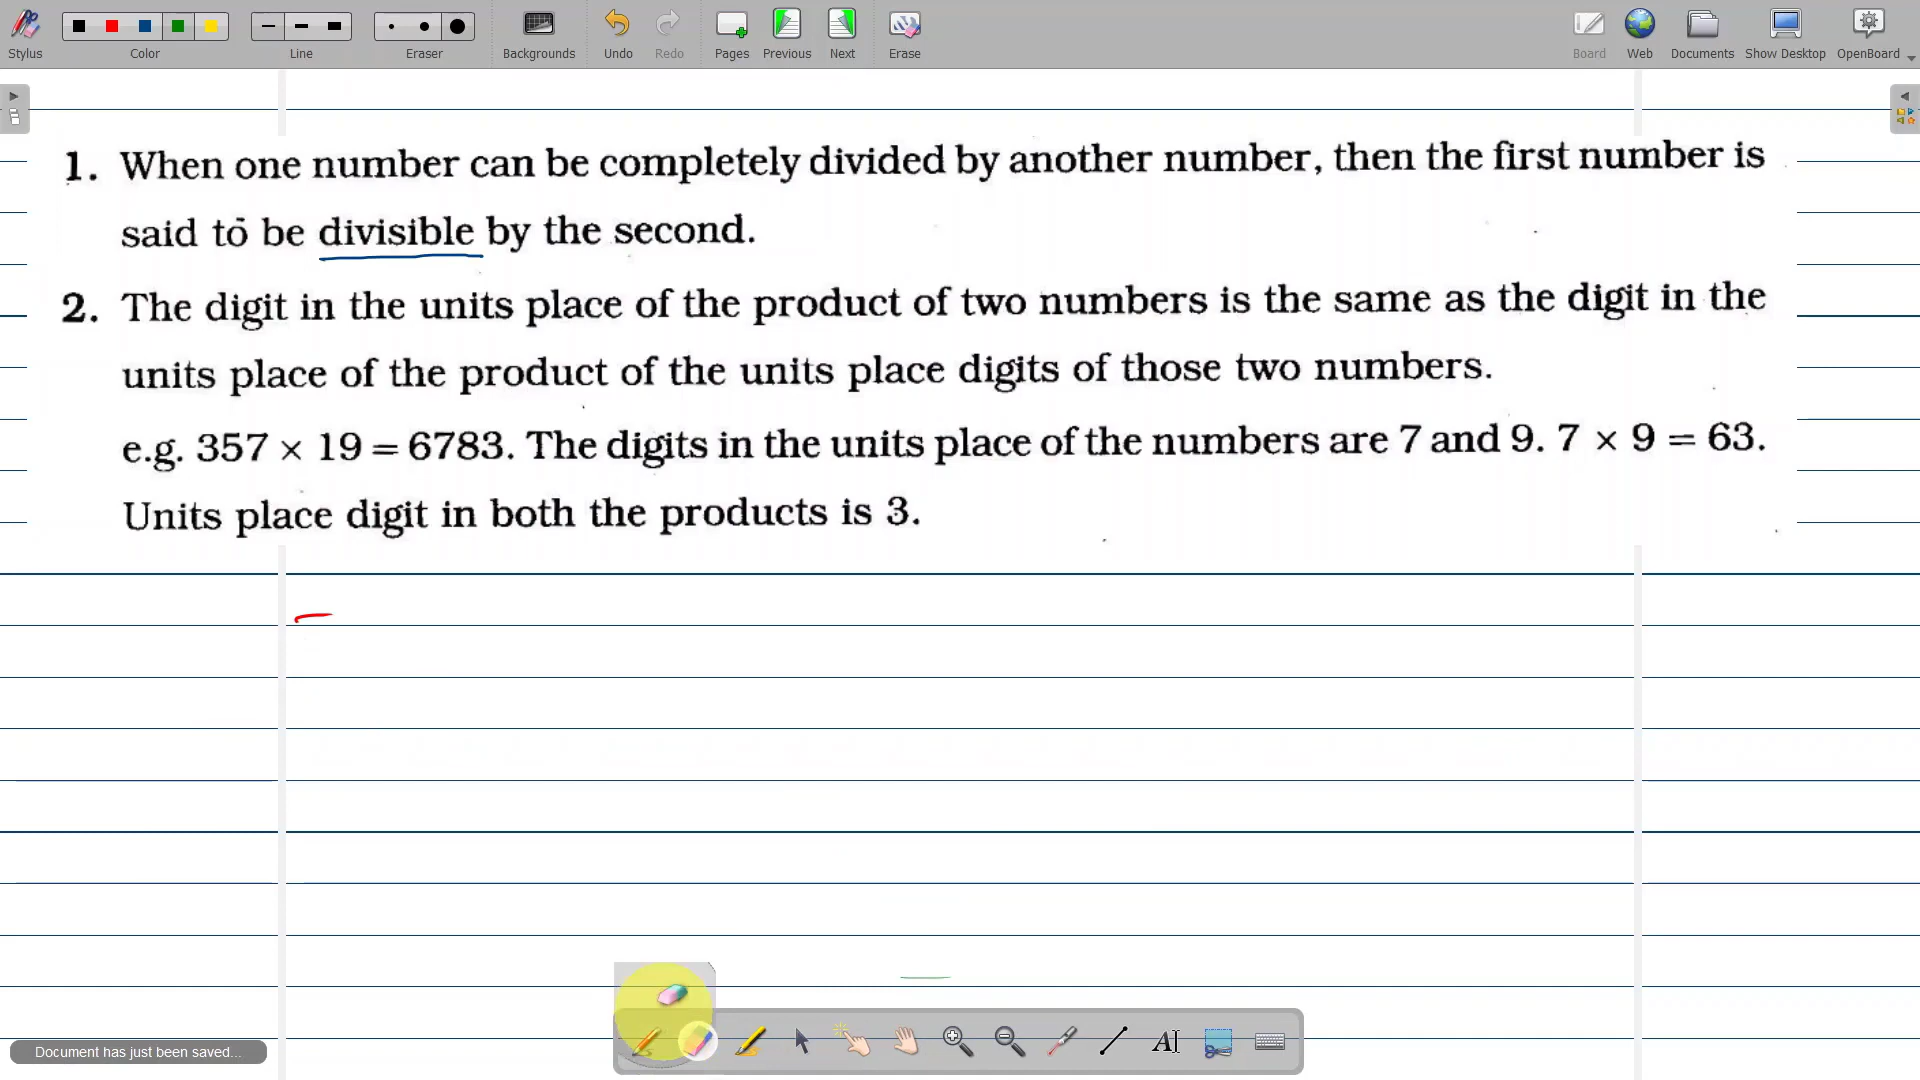 Stylus
Color
Line
Eraser
Backgrounds
Undo
Redo
Pages
Previous
Next
Erase
Board
Web
Documents
Show Desktop
OpenBoard
1. When one number can be completely divided by another number, then the first number is
said to be divisible by the second.
2. The digit in the units place of the product of two numbers is the same as the digit in the
units place of the product of the units place digits of those two numbers.
e.g. 357 × 19 = 6783. The digits in the units place of the numbers are 7 and 9. 7 × 9 = 63.
Units place digit in both the products is 3.
Document has just been saved...